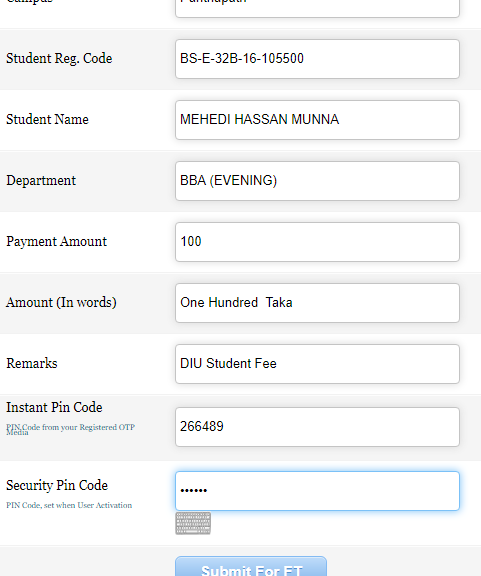 Campus Panthapath
Student Reg. Code BS-E-32B-16-105500
Student Name MEHEDI HASSAN MUNNA
Department BBA (EVENING)
Payment Amount 100
Amount (In words) One Hundred  Taka
Remarks DIU Student Fee
Instant Pin Code
PIN Code from your Registered OTP
Media
266489
Security Pin Code ••••••
PIN Code, set when User Activation
Submit For FT